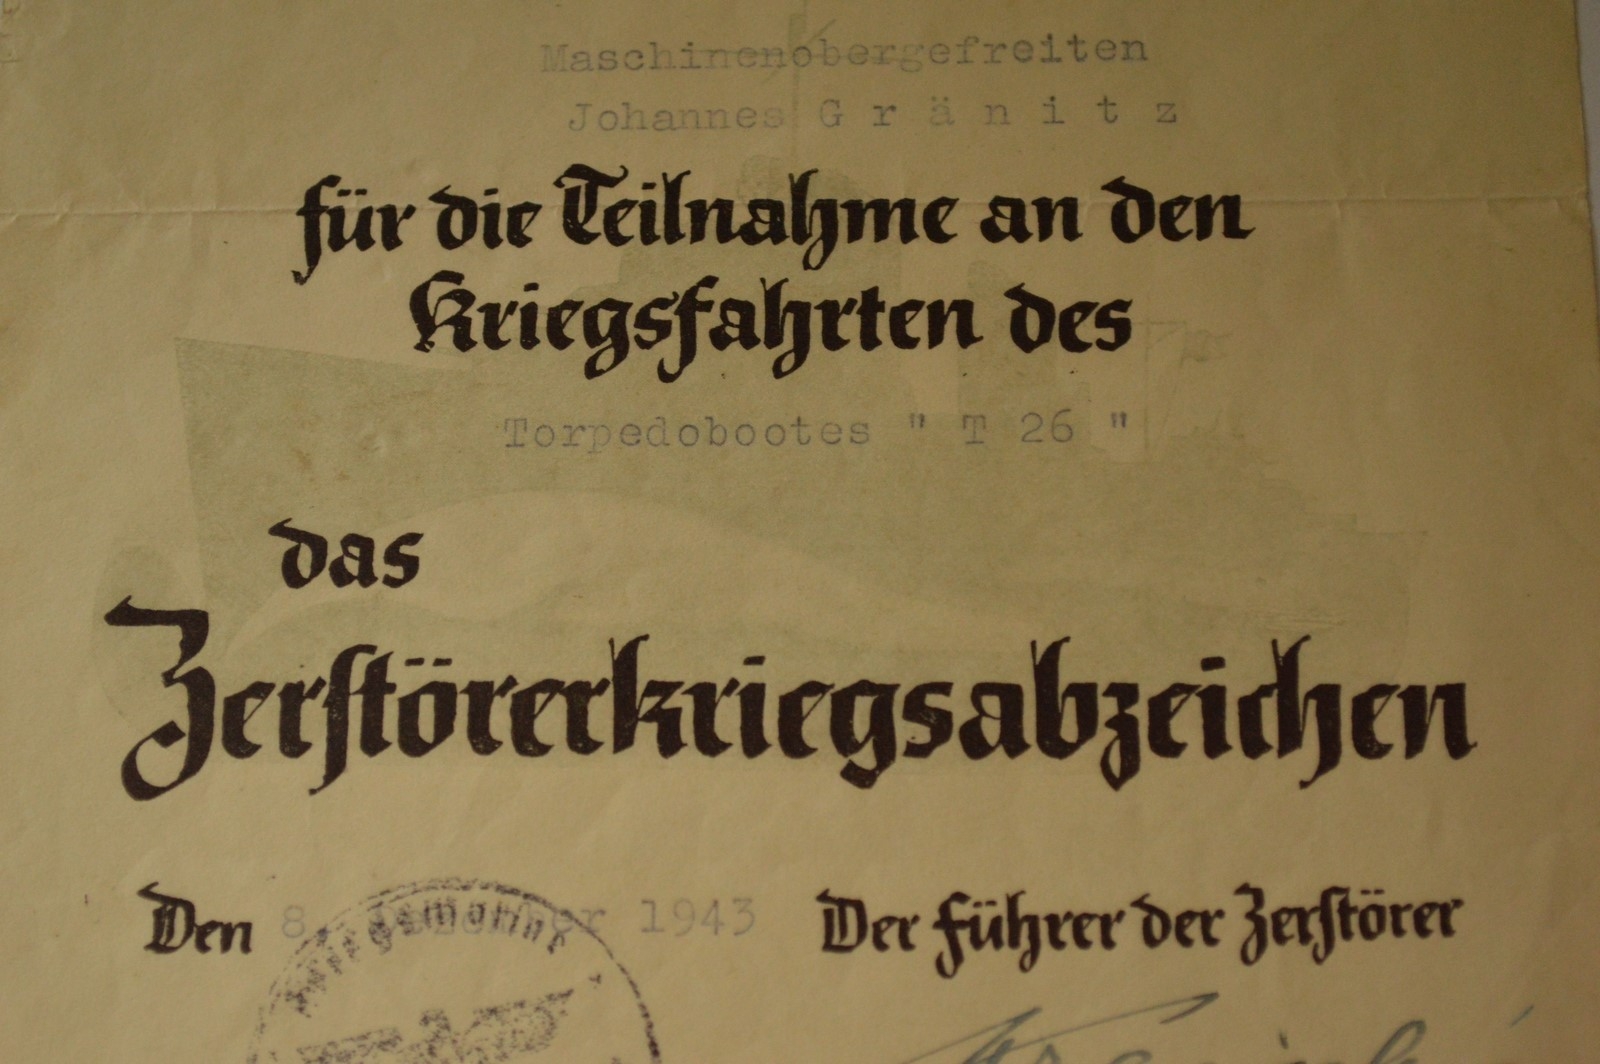 Maschinenobergefreiten
Johannes G r ä n i t z
für die Teilnahme an den
Kriegsfahrten des
Torpedobootes " T 26 "
das
Zerstörerkriegsabzeichen
Den 8. 1943 Der Führer der Zerstörer
Kriegsmarine